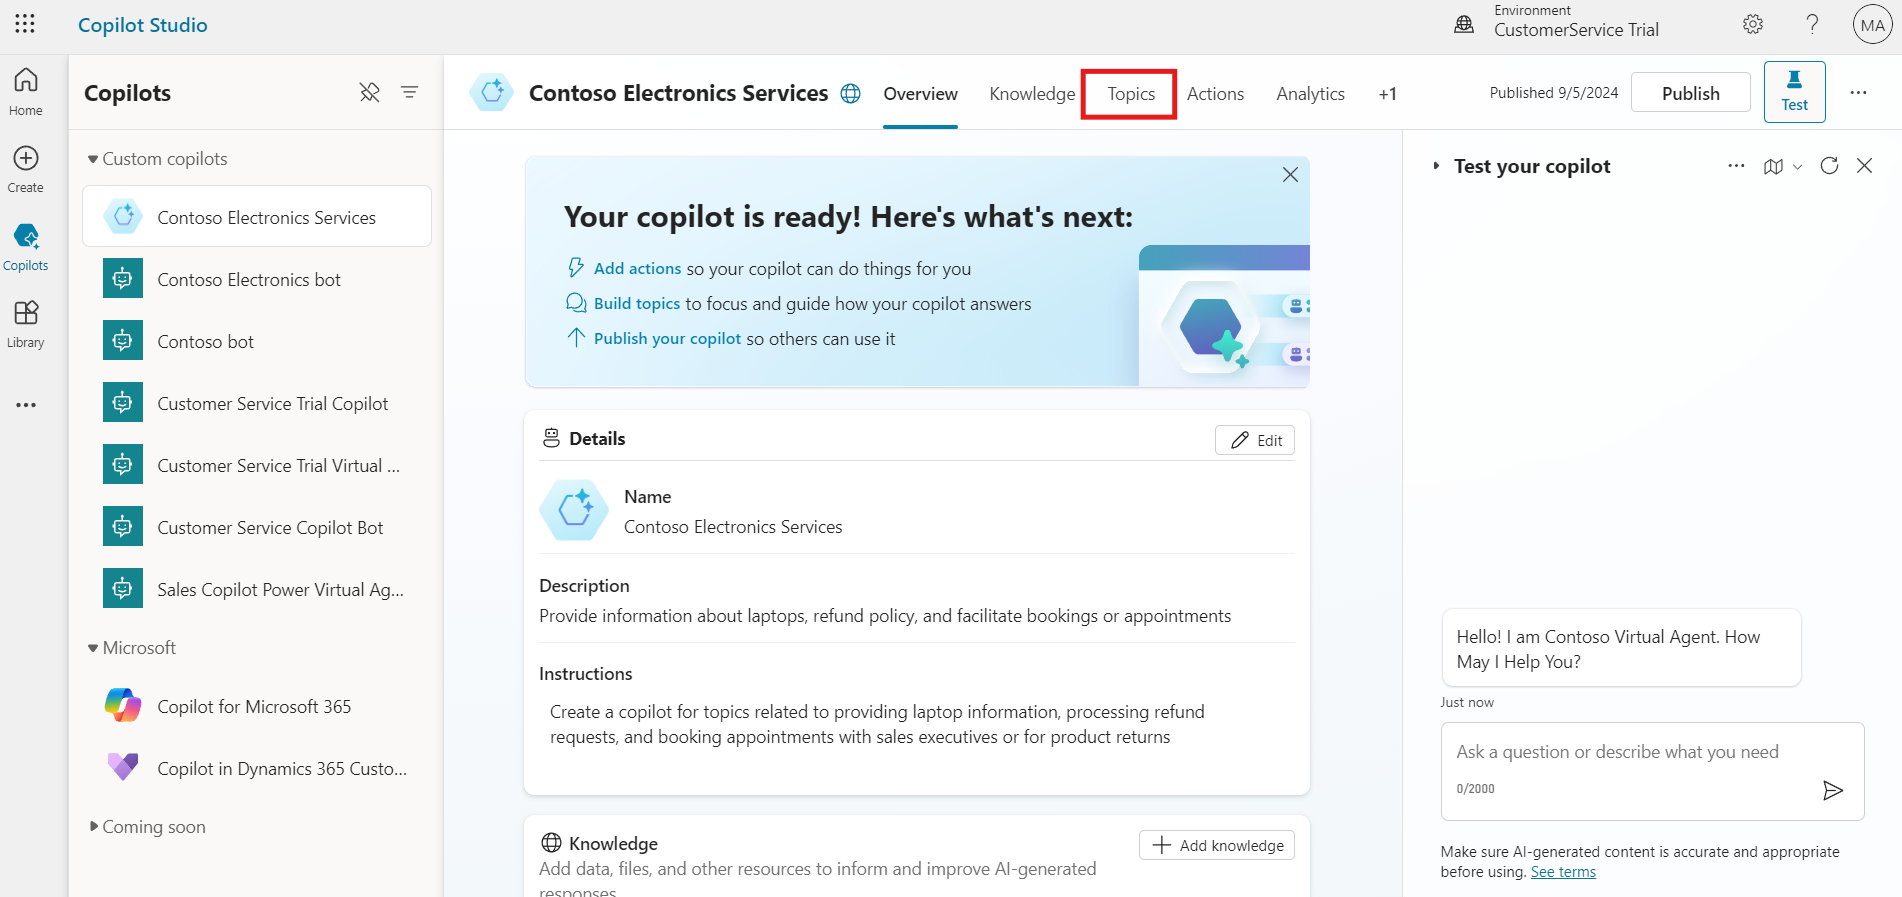 Copilot Studio
Environment
CustomerService Trial
MA
Home
Create
Copilots
Library
Copilots
Custom copilots
Contoso Electronics Services
Contoso Electronics bot
Contoso bot
Customer Service Trial Copilot
Customer Service Trial Virtual ...
Customer Service Copilot Bot
Sales Copilot Power Virtual Ag...
Microsoft
Copilot for Microsoft 365
Copilot in Dynamics 365 Custo...
Coming soon
Contoso Electronics Services
Overview
Knowledge
Topics
Actions
Analytics
+1
Published 9/5/2024
Publish
Test
Your copilot is ready! Here's what's next:
Add actions so your copilot can do things for you
Build topics to focus and guide how your copilot answers
Publish your copilot so others can use it
Details
Edit
Name
Contoso Electronics Services
Description
Provide information about laptops, refund policy, and facilitate bookings or appointments
Instructions
Create a copilot for topics related to providing laptop information, processing refund
requests, and booking appointments with sales executives or for product returns
Knowledge
Add knowledge
Add data, files, and other resources to inform and improve AI-generated
responses
Test your copilot
Hello! I am Contoso Virtual Agent. How
May I Help You?
Just now
Ask a question or describe what you need
0/2000
Make sure AI-generated content is accurate and appropriate
before using. See terms